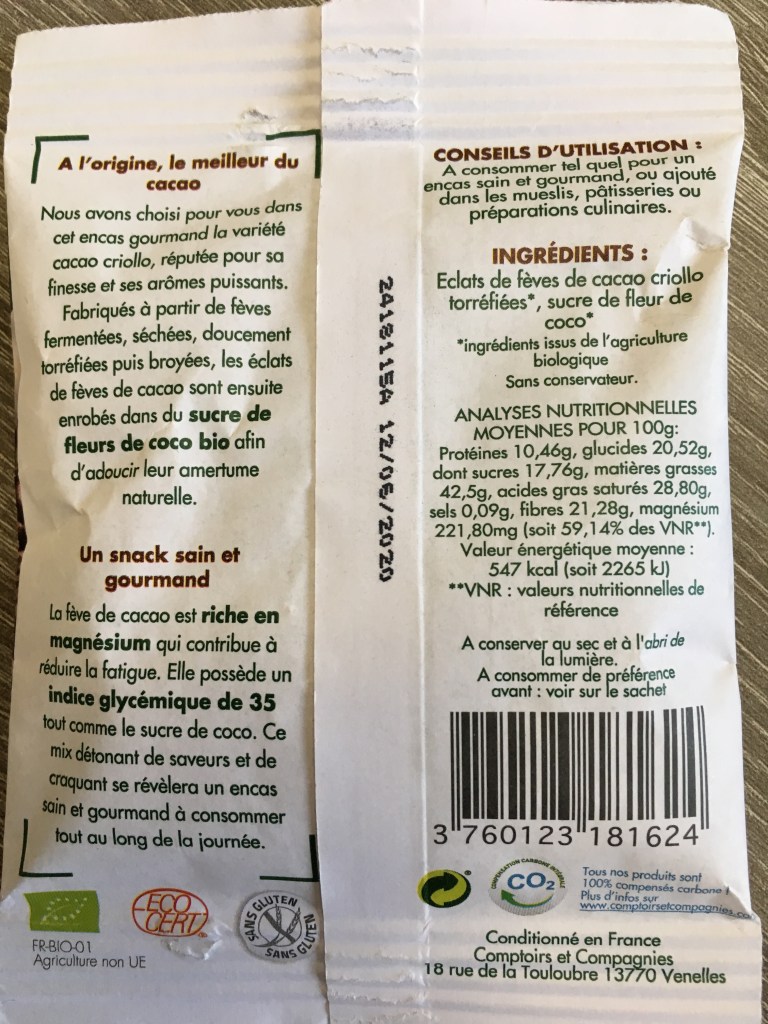 A l'origine, le meilleur du
cacao
Nous avons choisi pour vous dans
cet encas gourmand la variété
cacao criollo, réputée pour sa
finesse et ses arômes puissants.
Fabriqués à partir de fèves
fermentées, séchées, doucement
torréfiées puis broyées, les éclats
de fèves de cacao sont ensuite
enrobés dans du sucre de
fleurs de coco bio afin
d'adoucir leur amertume
naturelle.
Un snack sain et
gourmand
La fève de cacao est riche en
magnésium qui contribue à
réduire la fatigue. Elle possède un
indice glycémique de 35
tout comme le sucre de coco. Ce
mix détonant de saveurs et de
craquant se révèlera un encas
sain et gourmand à consommer
tout au long de la journée.
ECO
CERT
SANS GLUTEN
SANS GLUTEN
FR-BIO-01
Agriculture non UE
24181115A 12/06/2020
CONSEILS D'UTILISATION :
A consommer tel quel pour un
encas sain et gourmand, ou ajouté
dans les mueslis, pâtisseries ou
préparations culinaires.
INGRÉDIENTS :
Eclats de fèves de cacao criollo
torréfiées*, sucre de fleur de
coco*
*ingrédients issus de l'agriculture
biologique
Sans conservateur.
ANALYSES NUTRITIONNELLES
MOYENNES POUR 100g:
Protéines 10,46g, glucides 20,52g,
dont sucres 17,76g, matières grasses
42,5g, acides gras saturés 28,80g,
sels 0,09g, fibres 21,28g, magnésium
221,80mg (soit 59,14% des VNR**).
Valeur énergétique moyenne :
547 kcal (soit 2265 kJ)
**VNR : valeurs nutritionnelles de
référence
A conserver au sec et à l'abri de
la lumière.
A consommer de préférence
avant : voir sur le sachet
3 760123 181624
COMPENSATION CARBONE INTÉGRALE
CO2
Tous nos produits sont
100% compensés carbone !
Plus d'infos sur
www.comptoirsetcompagnies.co
Conditionné en France
Comptoirs et Compagnies
18 rue de la Touloubre 13770 Venelles